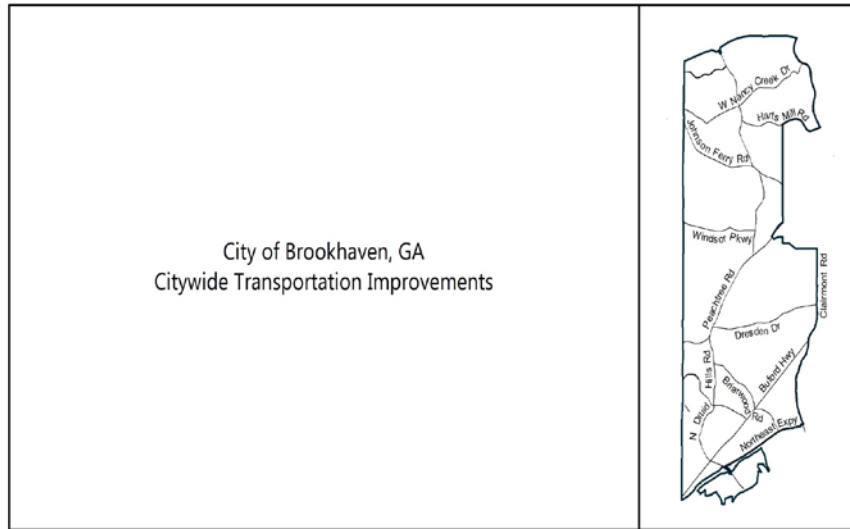 City of Brookhaven, GA
Citywide Transportation Improvements
W Nancy Creek Dr
Harts Mill Rd
Johnson Ferry Rd
Windsor Pkwy
Peachtree Rd
Clairmont Rd
Dresden Dr
Buford Hwy
N Druid Hills Rd
Briarwood Rd
Northeast Expy